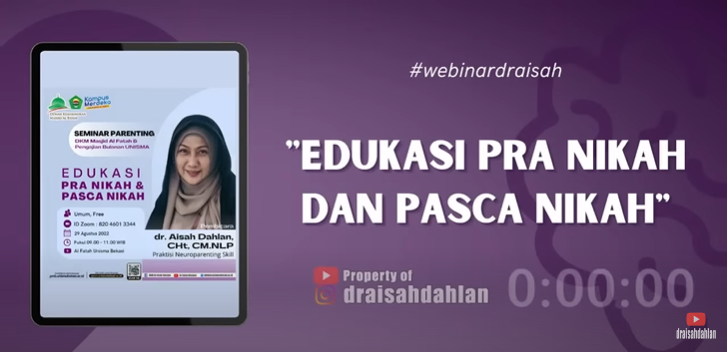 #webinardraisah
"EDUKASI PRA NIKAH
DAN PASCA NIKAH"
Kampus
Merdeka
SEMINAR PARENTING
DKM Masjid Al Fatah &
Pengajian Bulanan UNISMA
EDUKASI
PRA NIKAH &
PASCA NIKAH
Umum, Free
ID Zoom : 820 4601 3344
29 Agustus 2022
Pukul 09.00 - 11.00 WIB
Al Fatah Unisma Bekasi
dr. Aisah Dahlan,
CHt, CM.NLP
Praktisi Neuroparenting Skill
Property of
draisahdahlan
0:00:00
draisahdahlan